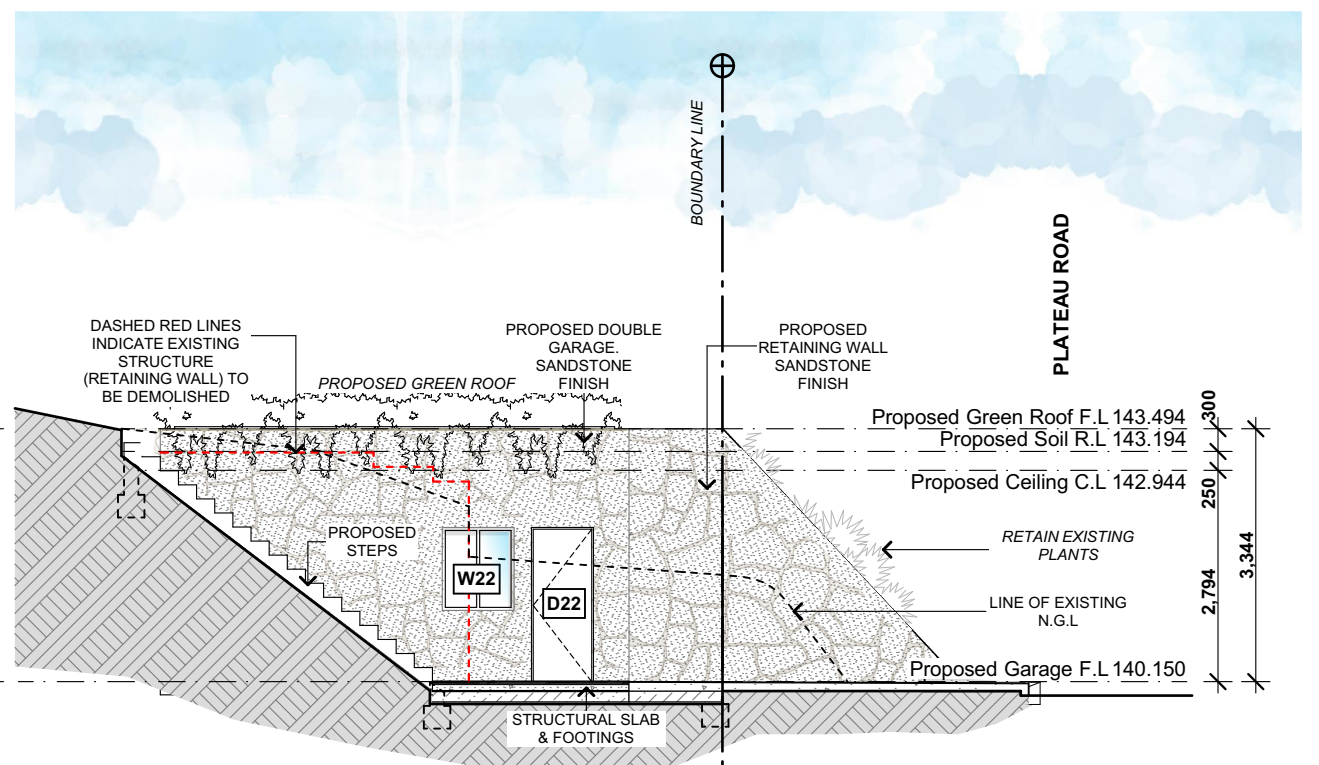 BOUNDARY LINE
PLATEAU ROAD
DASHED RED LINES
INDICATE EXISTING
STRUCTURE
(RETAINING WALL) TO
BE DEMOLISHED
PROPOSED GREEN ROOF
PROPOSED DOUBLE
GARAGE.
SANDSTONE
FINISH
PROPOSED
RETAINING WALL
SANDSTONE
FINISH
Proposed Green Roof F.L 143.494
Proposed Soil R.L 143.194
Proposed Ceiling C.L 142.944
300
250
2,794
3,344
RETAIN EXISTING
PLANTS
PROPOSED
STEPS
W22
D22
LINE OF EXISTING
N.G.L
Proposed Garage F.L 140.150
STRUCTURAL SLAB
& FOOTINGS